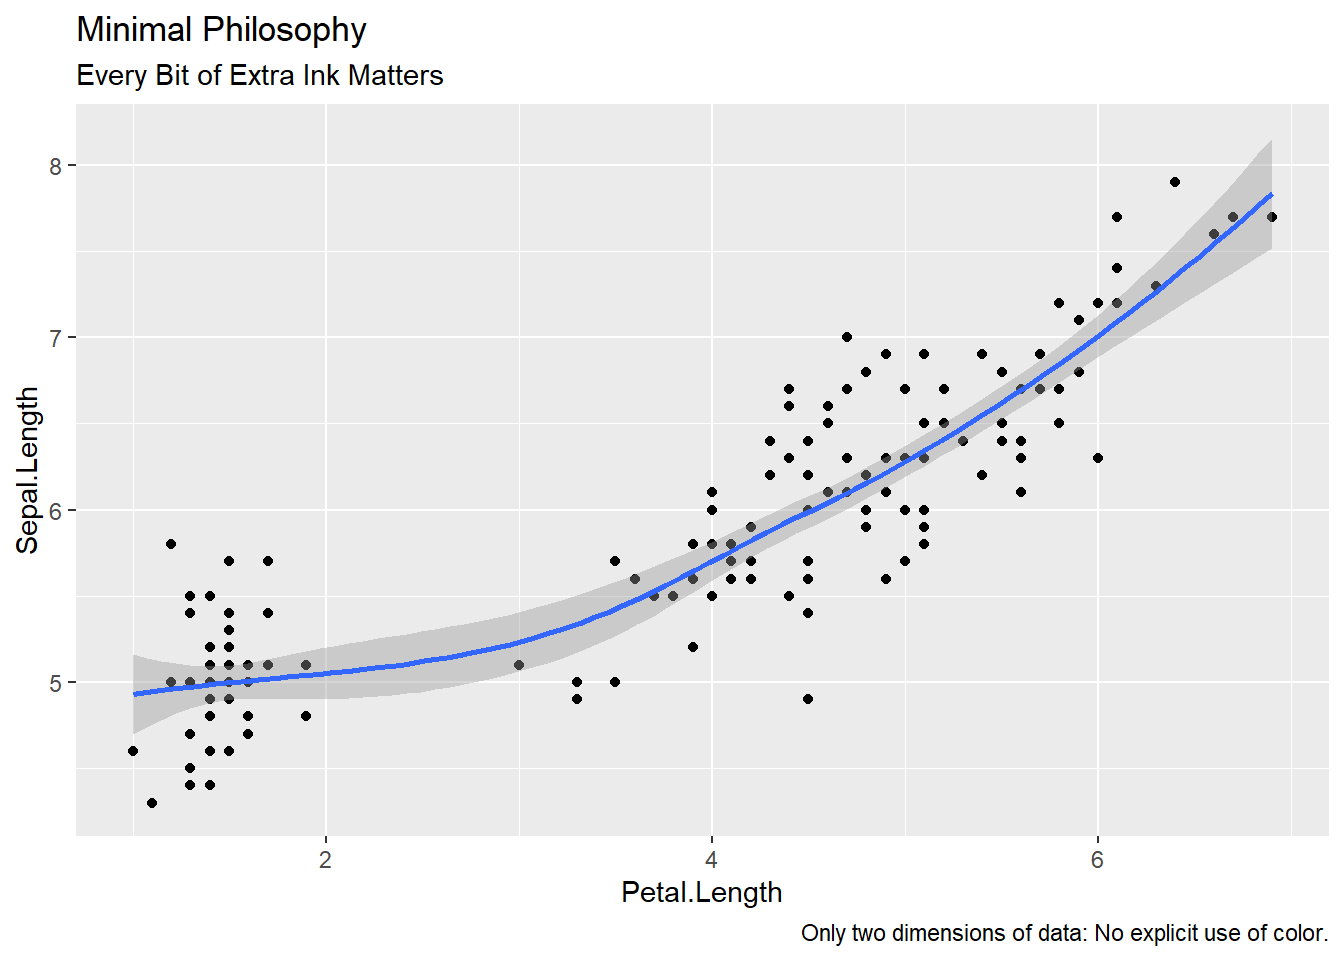 Minimal Philosophy
Every Bit of Extra Ink Matters
8
7
6
5
Sepal.Length
2 4 6
Petal.Length
Only two dimensions of data: No explicit use of color.